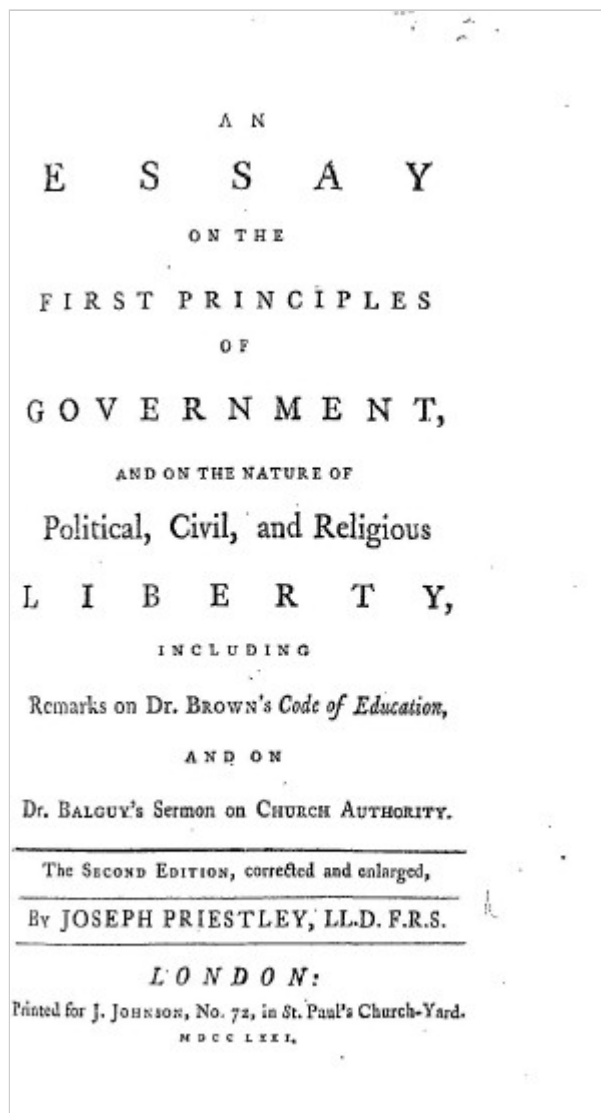 AN
ESSAY
ON THE
FIRST PRINCIPLES
OF
GOVERNMENT,
AND ON THE NATURE OF
Political, Civil, and Religious
LIBERTY,
INCLUDING
Remarks on Dr. BROWN's Code of Education,
AND ON
Dr. BALGUY's Sermon on CHURCH AUTHORITY.
The SECOND EDITION, corrected and enlarged,
By JOSEPH PRIESTLEY, LL.D. F.R.S.
LONDON:
Printed for J. JOHNSON, No. 72, in St. Paul's Church-Yard.
MDCCLXXI.